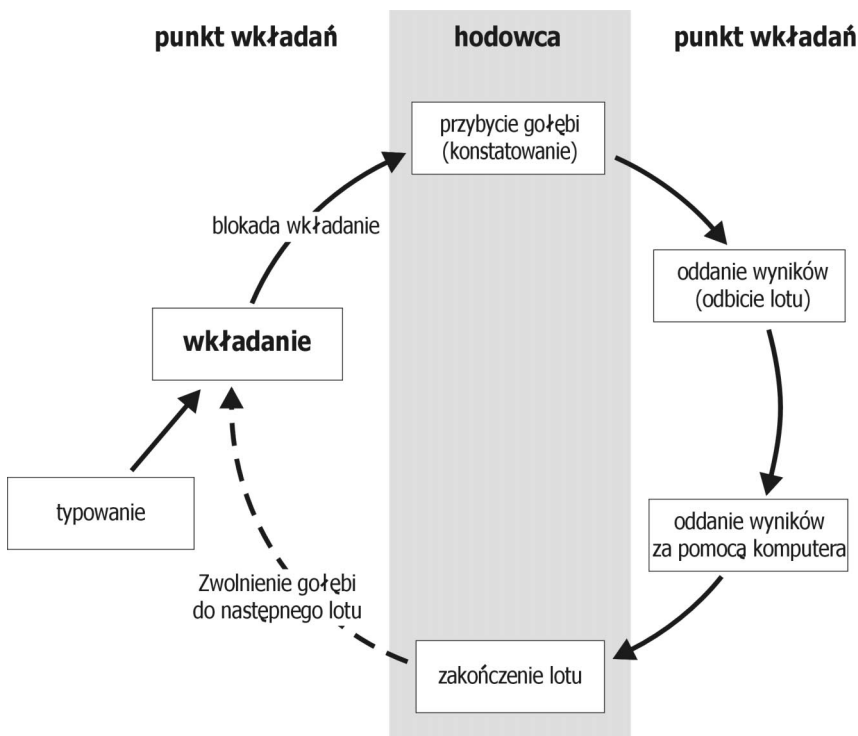 punkt wkładań
hodowca
punkt wkładań
przybycie gołębi
(konstatowanie)
blokada wkładanie
oddanie wyników
(odbicie lotu)
wkładanie
typowanie
oddanie wyników
za pomocą komputera
Zwolnienie gołębi
do następnego lotu
zakończenie lotu